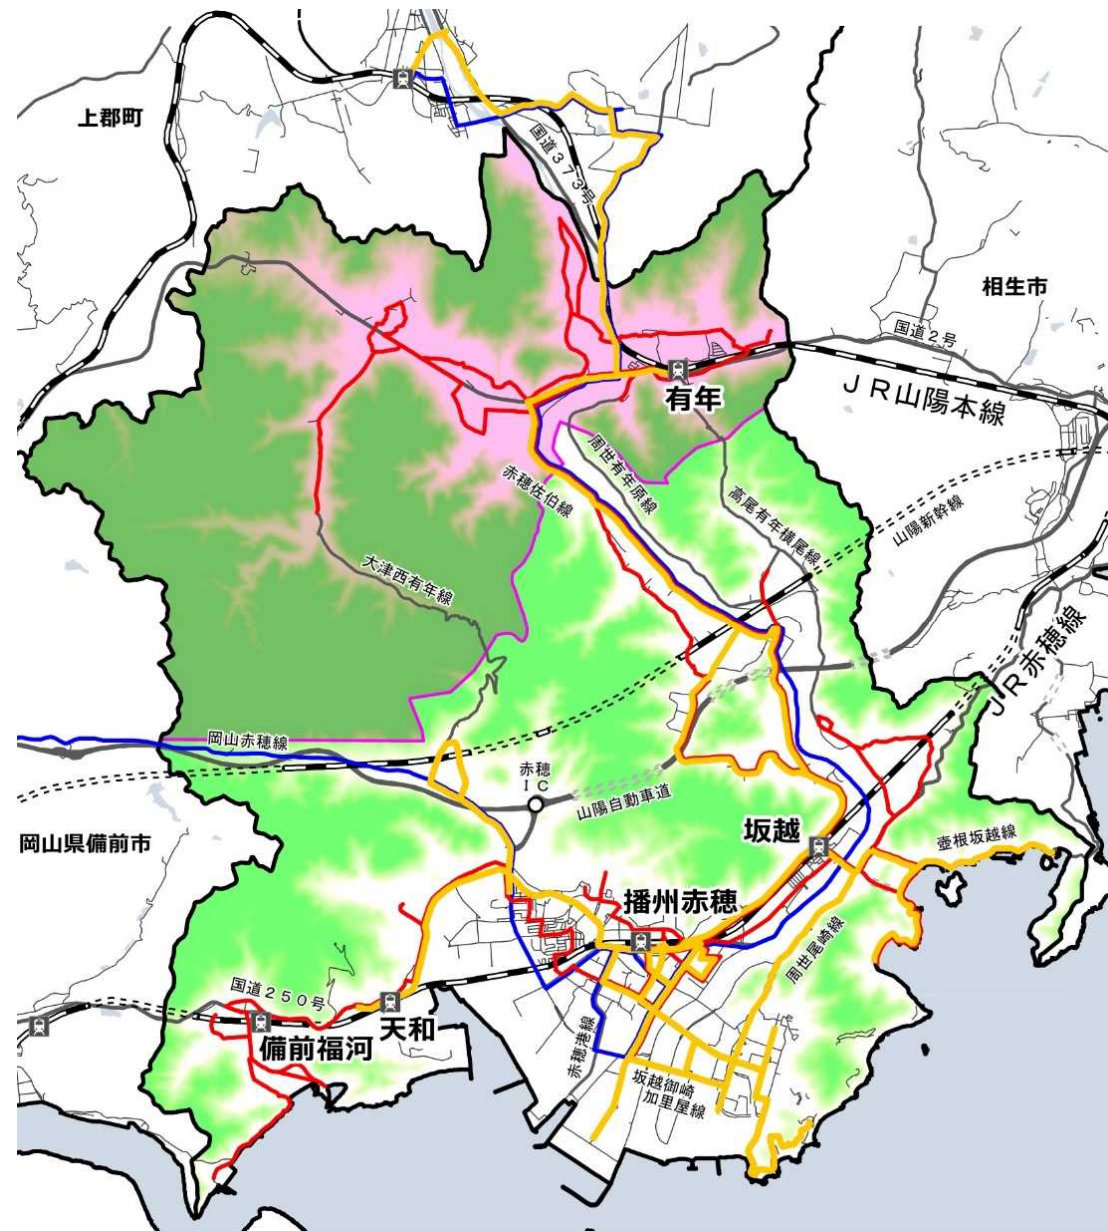 上郡町
国道３７３号
相生市
国道２号
ＪＲ山陽本線
有年
周世有年原線
赤穂佐伯線
高尾有年横尾線
山陽新幹線
大津西有年線
ＪＲ赤穂線
岡山赤穂線
赤穂
ＩＣ
山陽自動車道
岡山県備前市
坂越
壺根坂越線
播州赤穂
周世尾崎線
国道２５０号
天和
備前福河
赤穂港線
坂越御崎
加里屋線